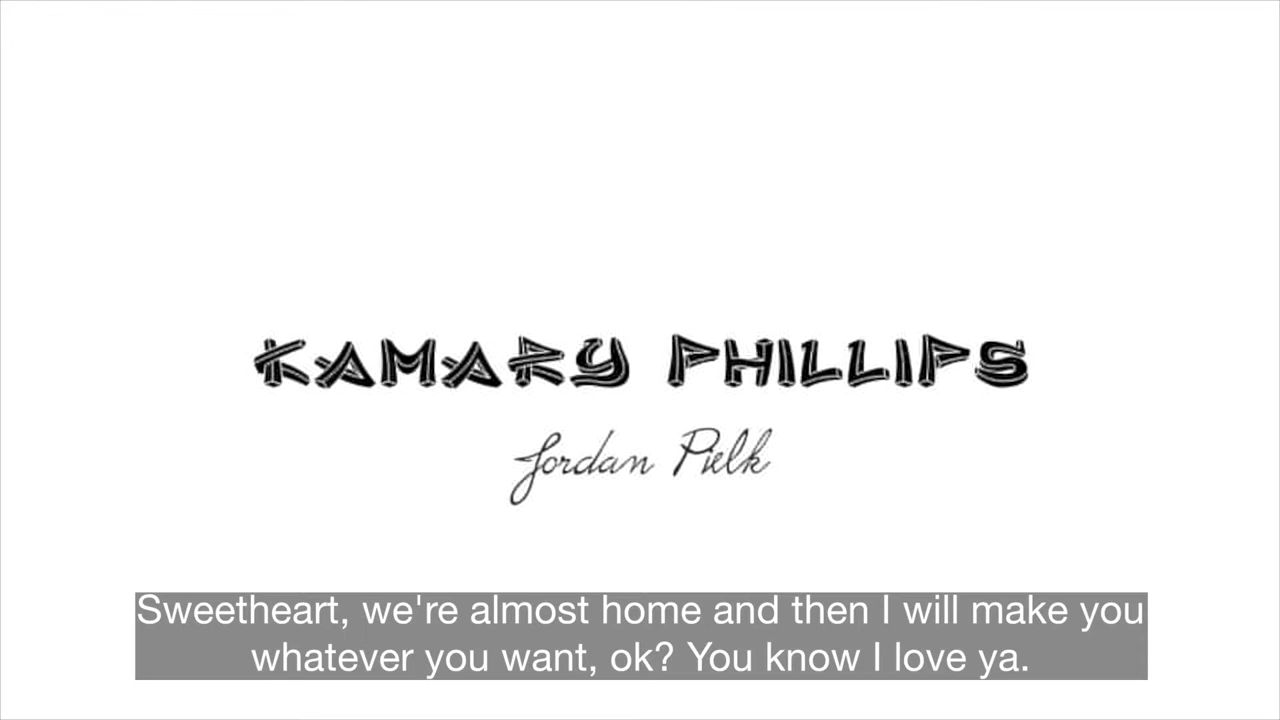 KAMARY PHILLIPS
Jordan Pielk
Sweetheart, we're almost home and then I will make you
whatever you want, ok? You know I love ya.